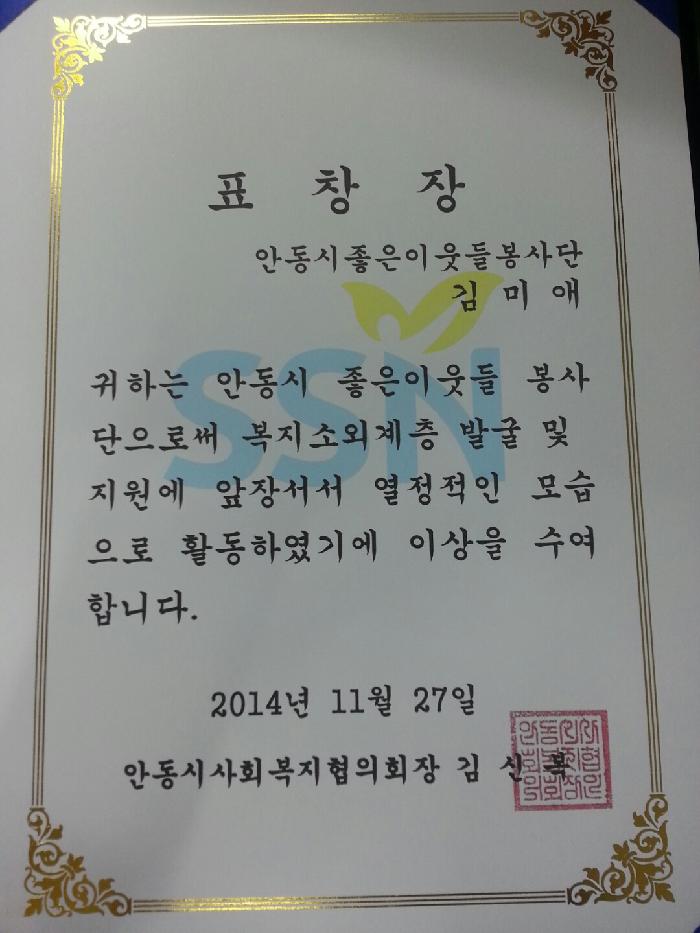 표 창 장
안동시좋은이웃들봉사단
김 미 애
SSN
귀하는 안동시 좋은이웃들 봉사
단으로써 복지소외계층 발굴 및
지원에 앞장서서 열정적인 모습
으로 활동하였기에 이상을 수여
합니다.
2014년 11월 27일
안동시사회복지협의회장 김 신